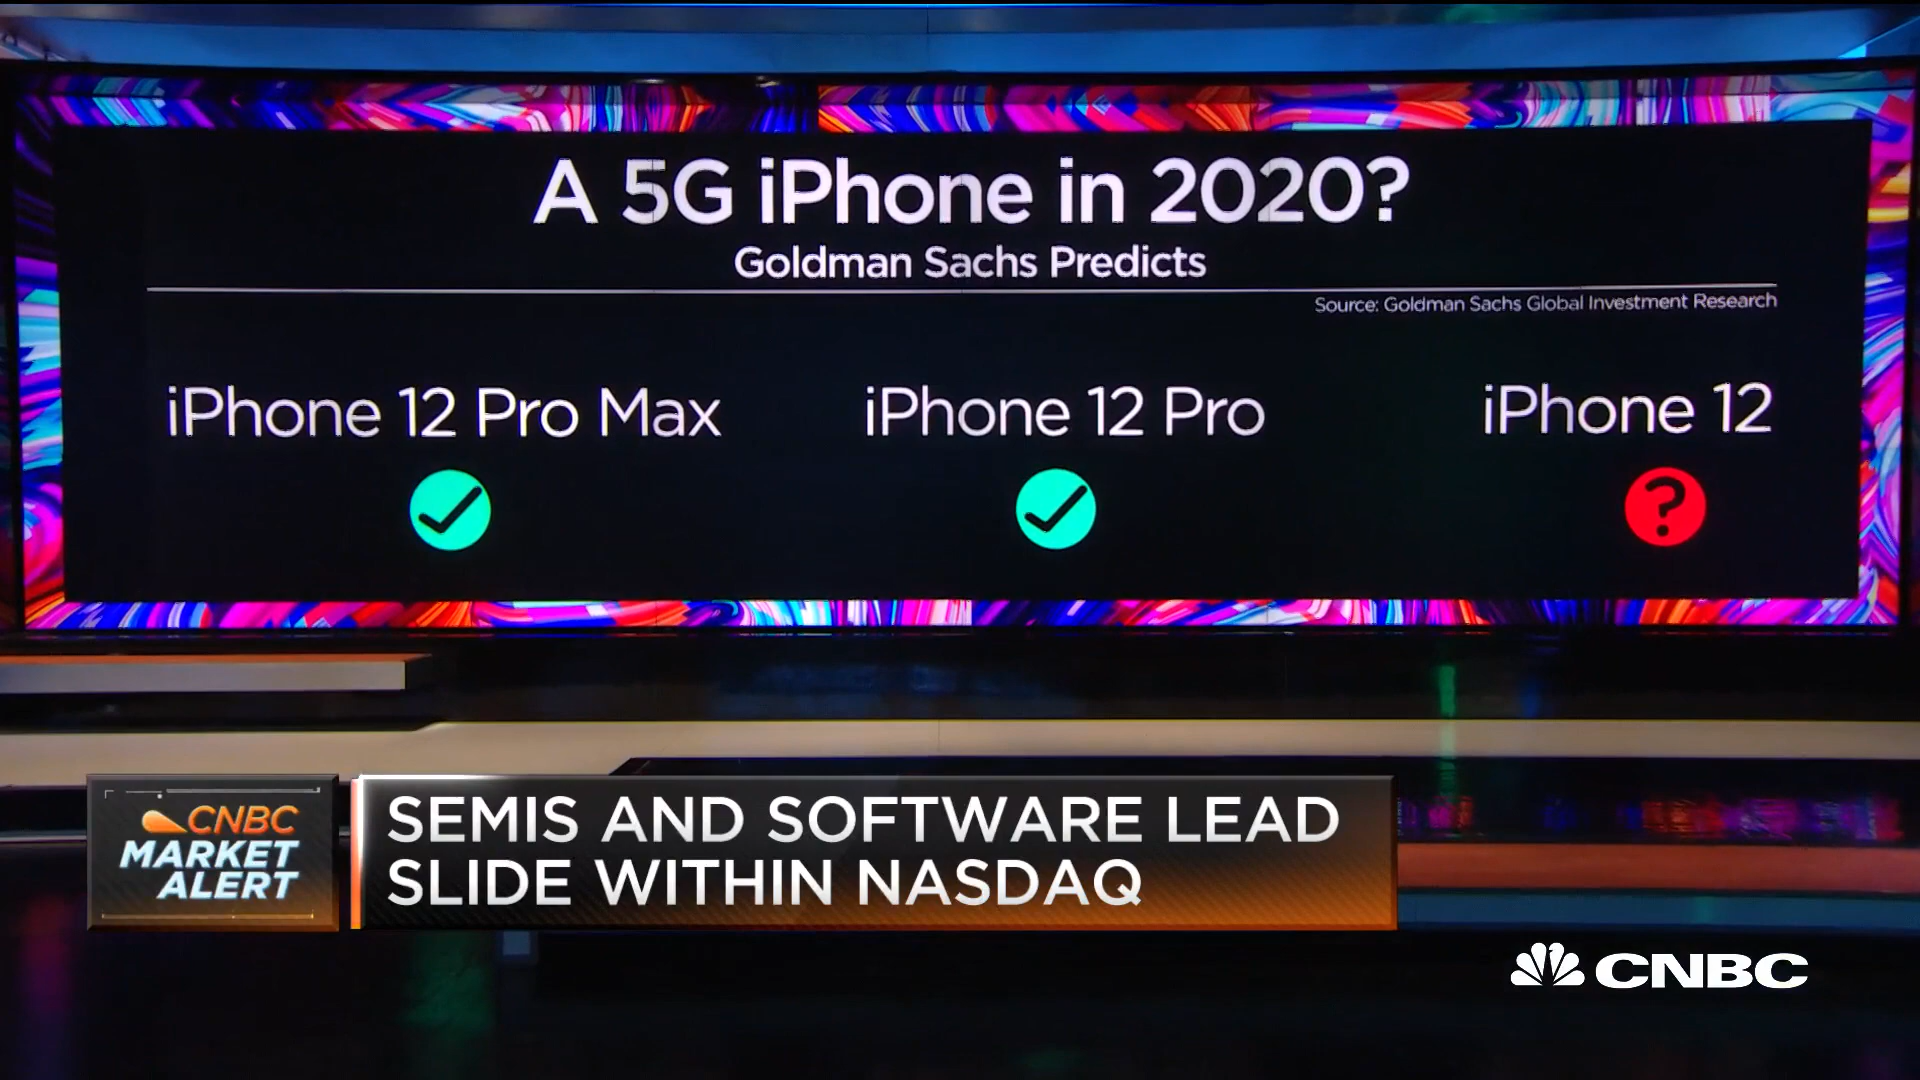 A 5G iPhone in 2020?
Goldman Sachs Predicts
Source: Goldman Sachs Global Investment Research
iPhone 12 Pro Max
iPhone 12 Pro
iPhone 12
?
CNBC
MARKET
ALERT
SEMIS AND SOFTWARE LEAD
SLIDE WITHIN NASDAQ
CNBC